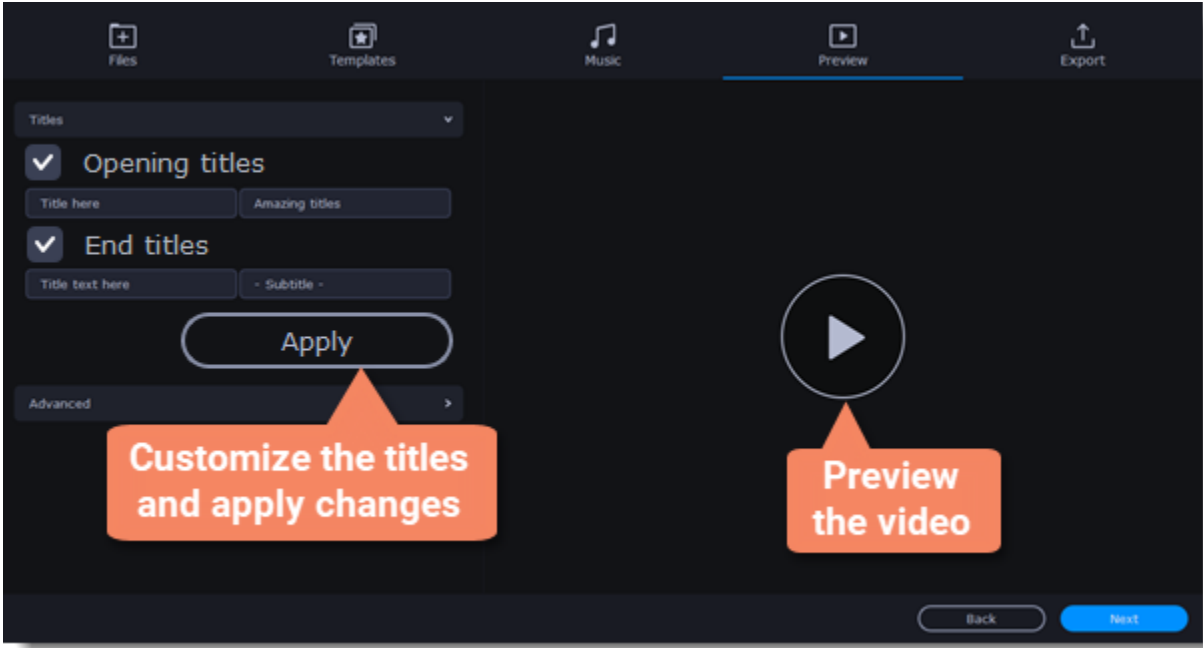 Files
Templates
Music
Preview
Export
Titles
Opening titles
Title here
Amazing titles
End titles
Title text here
- Subtitle -
Apply
Advanced
Customize the titles
and apply changes
Preview
the video
Back
Next